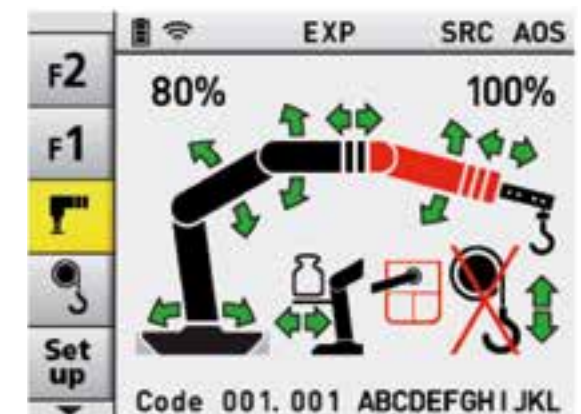 EXP SRC AOS
F2
80% 100%
F1
Set
up
Code 001.001 ABCDEFGHIJKL